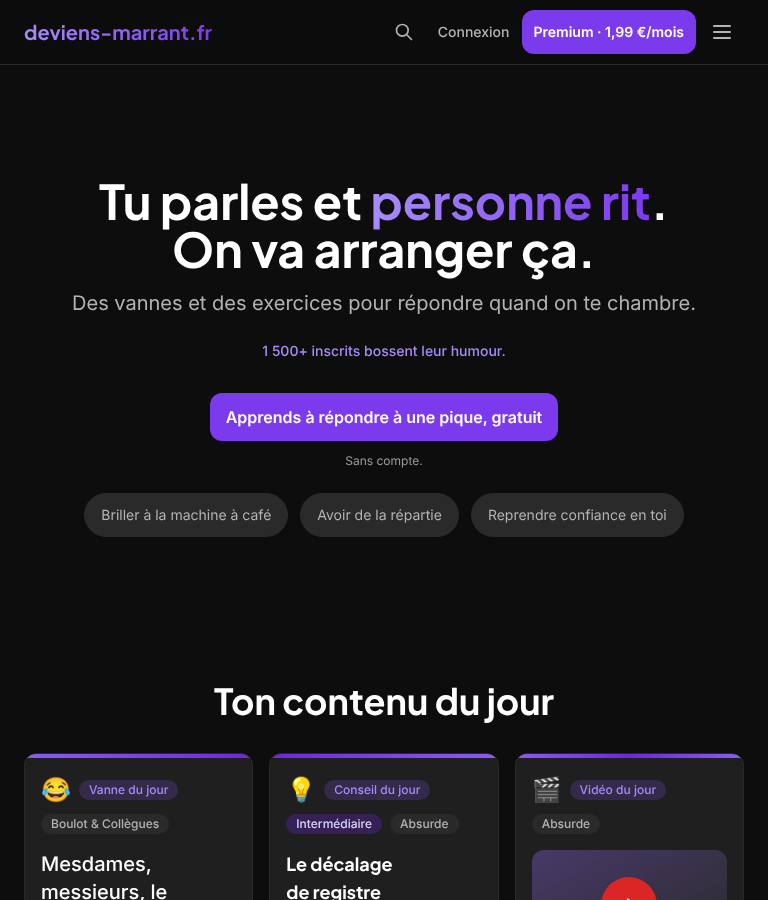 deviens-marrant.fr
Connexion
Premium · 1,99 €/mois
Tu parles et personne rit.
On va arranger ça.
Des vannes et des exercices pour répondre quand on te chambre.
1 500+ inscrits bossent leur humour.
Apprends à répondre à une pique, gratuit
Sans compte.
Briller à la machine à café
Avoir de la répartie
Reprendre confiance en toi
Ton contenu du jour
Vanne du jour
Boulot & Collègues
Mesdames,
messieurs, le
Conseil du jour
Intermédiaire
Absurde
Le décalage
de registre
Vidéo du jour
Absurde